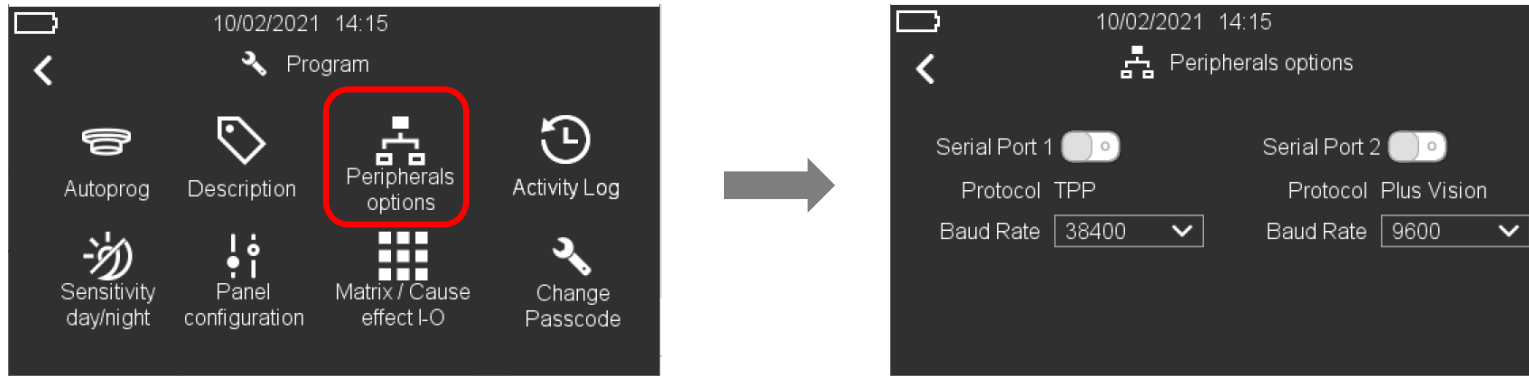 10/02/2021 14:15
Program
Autoprog
Description
Peripherals
options
Activity Log
Sensitivity
day/night
Panel
configuration
Matrix / Cause
effect I-O
Change
Passcode
10/02/2021 14:15
Peripherals options
Serial Port 1
Serial Port 2
Protocol TPP
Protocol Plus Vision
Baud Rate 38400
Baud Rate 9600